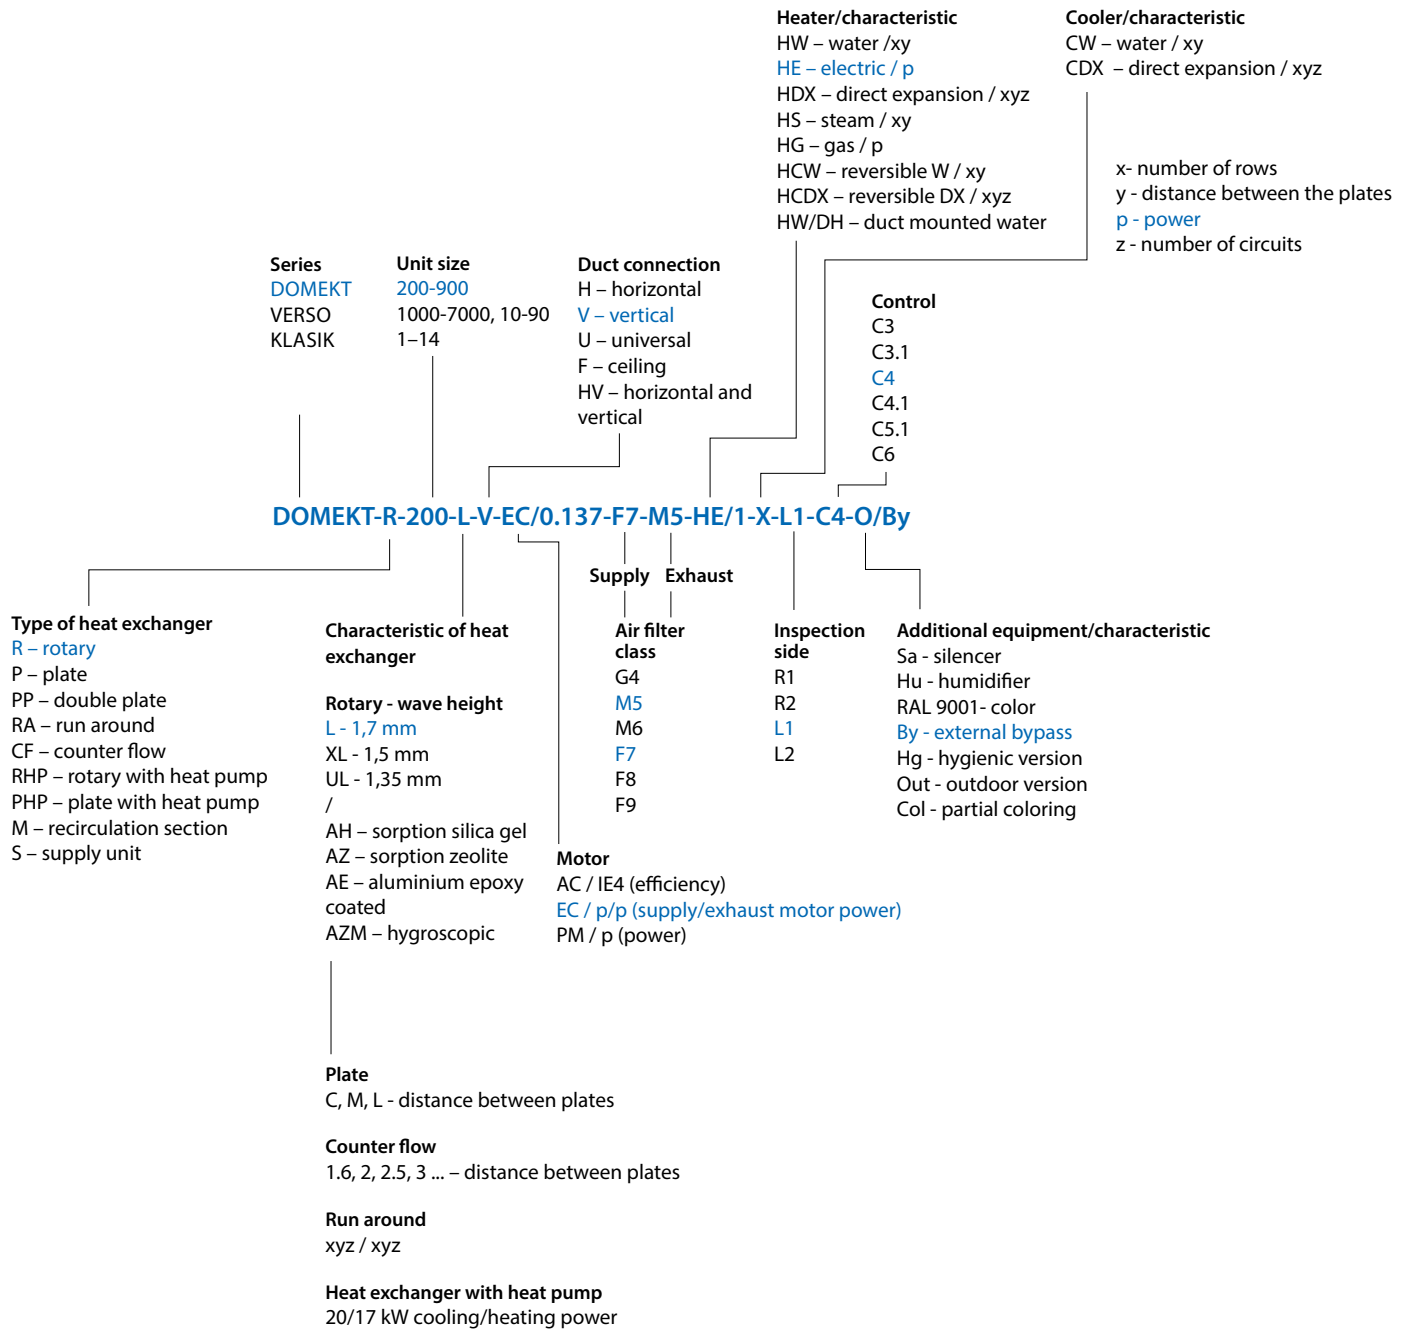 Heater/characteristic
HW – water /xy
HE – electric / p
HDX – direct expansion / xyz
HS – steam / xy
HG – gas / p
HCW – reversible W / xy
HCDX – reversible DX / xyz
HW/DH – duct mounted water
Cooler/characteristic
CW – water / xy
CDX – direct expansion / xyz
x- number of rows
y - distance between the plates
p - power
z - number of circuits
Series
DOMEKT
VERSO
KLASIK
Unit size
200-900
1000-7000, 10-90
1–14
Duct connection
H – horizontal
V – vertical
U – universal
F – ceiling
HV – horizontal and
vertical
Control
C3
C3.1
C4
C4.1
C5.1
C6
DOMEKT-R-200-L-V-EC/0.137-F7-M5-HE/1-X-L1-C4-O/By
Supply
Exhaust
Type of heat exchanger
R – rotary
P – plate
PP – double plate
RA – run around
CF – counter flow
RHP – rotary with heat pump
PHP – plate with heat pump
M – recirculation section
S – supply unit
Characteristic of heat
exchanger
Rotary - wave height
L - 1,7 mm
XL - 1,5 mm
UL - 1,35 mm
/
AH – sorption silica gel
AZ – sorption zeolite
AE – aluminium epoxy
coated
AZM – hygroscopic
Motor
AC / IE4 (efficiency)
EC / p/p (supply/exhaust motor power)
PM / p (power)
Air filter
class
G4
M5
M6
F7
F8
F9
Inspection
side
R1
R2
L1
L2
Additional equipment/characteristic
Sa - silencer
Hu - humidifier
RAL 9001- color
By - external bypass
Hg - hygienic version
Out - outdoor version
Col - partial coloring
Plate
C, M, L - distance between plates
Counter flow
1.6, 2, 2.5, 3 ... – distance between plates
Run around
xyz / xyz
Heat exchanger with heat pump
20/17 kW cooling/heating power